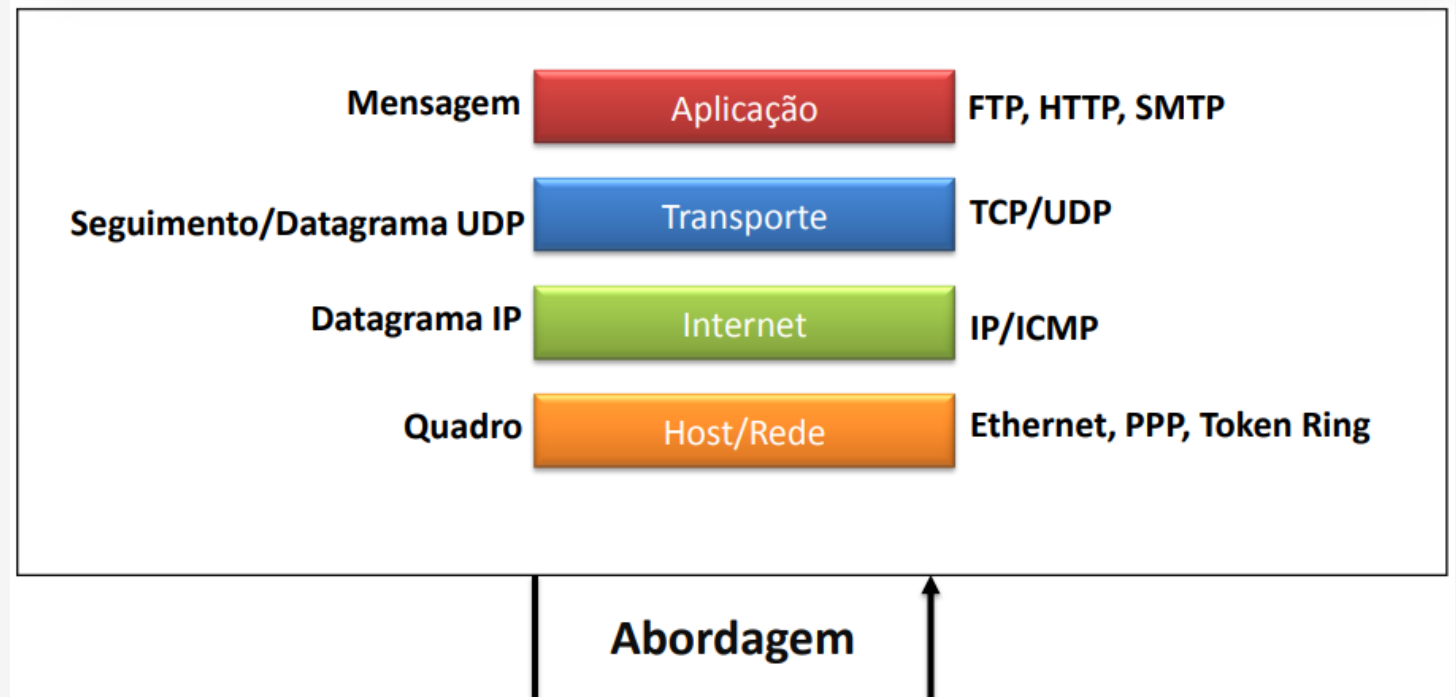 Mensagem Aplicação FTP, HTTP, SMTP
Seguimento/Datagrama UDP Transporte TCP/UDP
Datagrama IP Internet IP/ICMP
Quadro Host/Rede Ethernet, PPP, Token Ring
Abordagem